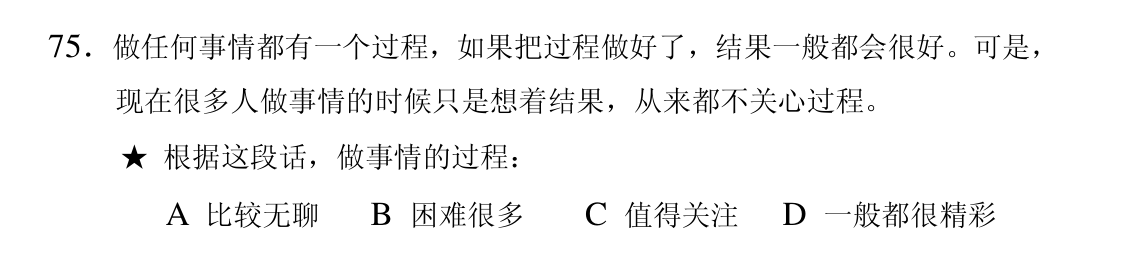 75．做任何事情都有一个过程，如果把过程做好了，结果一般都会很好。可是，
现在很多人做事情的时候只是想着结果，从来都不关心过程。
★ 根据这段话，做事情的过程：
A 比较无聊 B 困难很多 C 值得关注 D 一般都很精彩